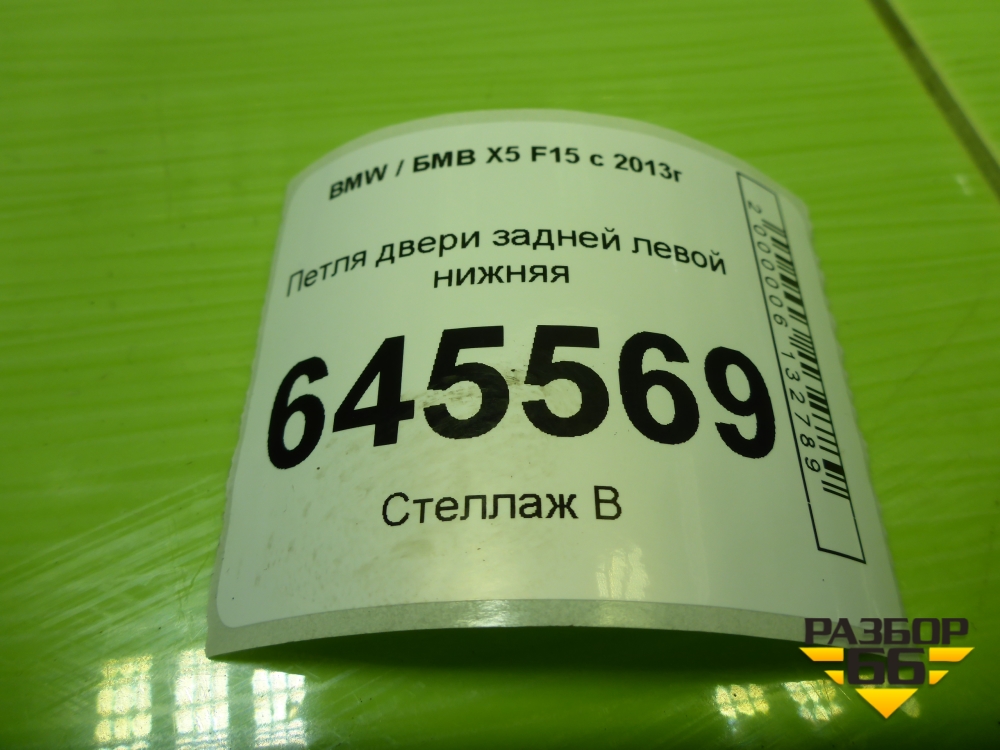 BMW / БМВ X5 F15 с 2013г
Петля двери задней левой
нижняя
645569
Стеллаж В
2000006132789
РАЗБОР
66